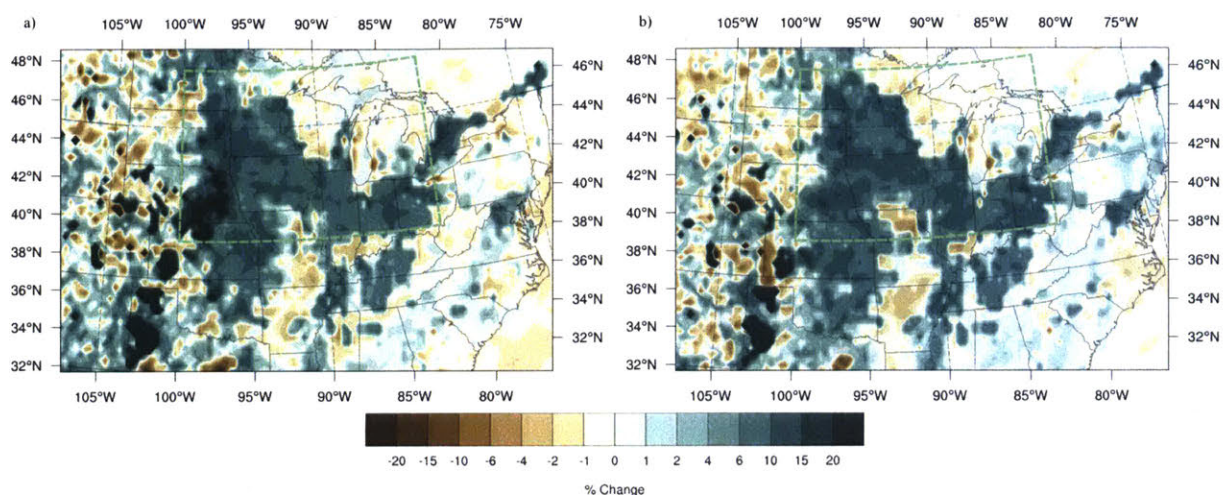 a) 105°W 100°W 95°W 90°W 85°W 80°W 75°W b) 105°W 100°W 95°W 90°W 85°W 80°W 75°W
48°N 46°N 48°N 46°N
46°N 44°N 46°N 44°N
44°N 42°N 44°N 42°N
42°N 40°N 42°N 40°N
40°N 38°N 40°N 38°N
38°N 36°N 38°N 36°N
36°N 34°N 36°N 34°N
34°N 32°N 34°N 32°N
32°N 32°N
105°W 100°W 95°W 90°W 85°W 80°W 105°W 100°W 95°W 90°W 85°W 80°W
-20 -15 -10 -6 -4 -2 -1 0 1 2 4 6 10 15 20
% Change